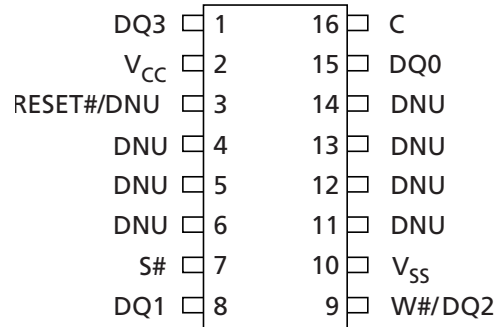 DQ3 1 16 C
VCC 2 15 DQ0
RESET#/DNU 3 14 DNU
DNU 4 13 DNU
DNU 5 12 DNU
DNU 6 11 DNU
S# 7 10 VSS
DQ1 8 9 W#/DQ2